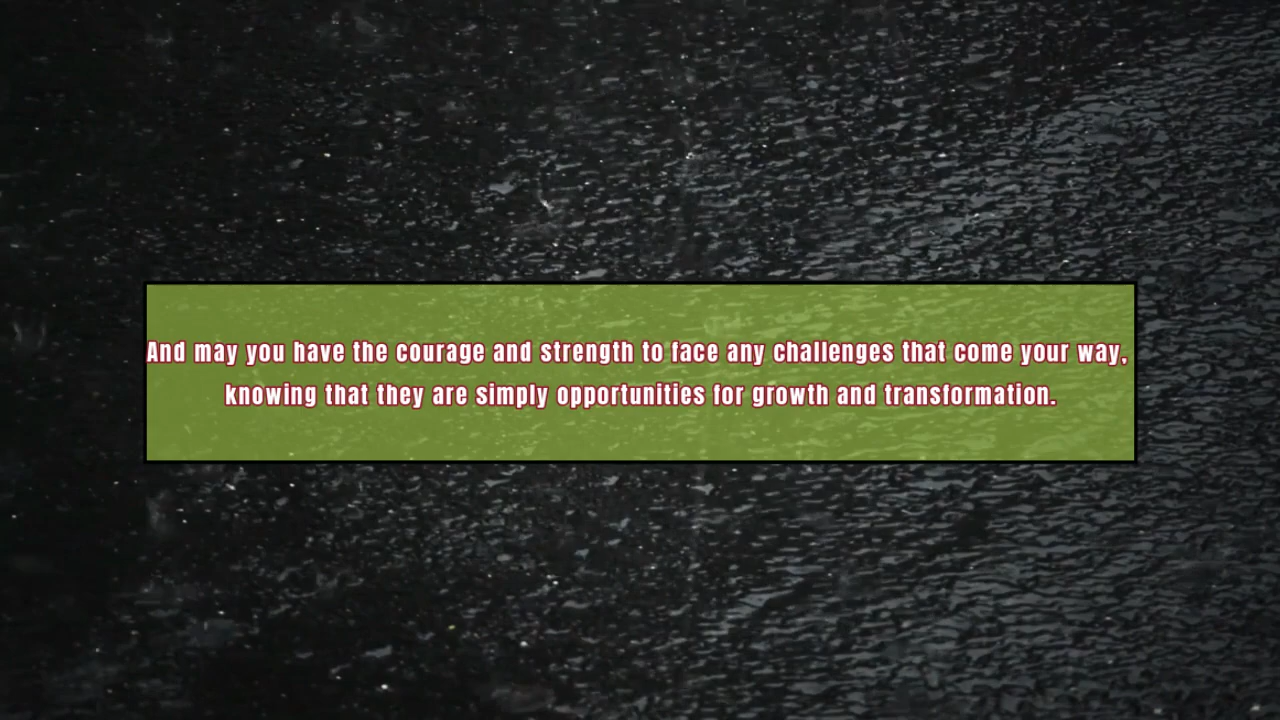 And may you have the courage and strength to face any challenges that come your way,
knowing that they are simply opportunities for growth and transformation.